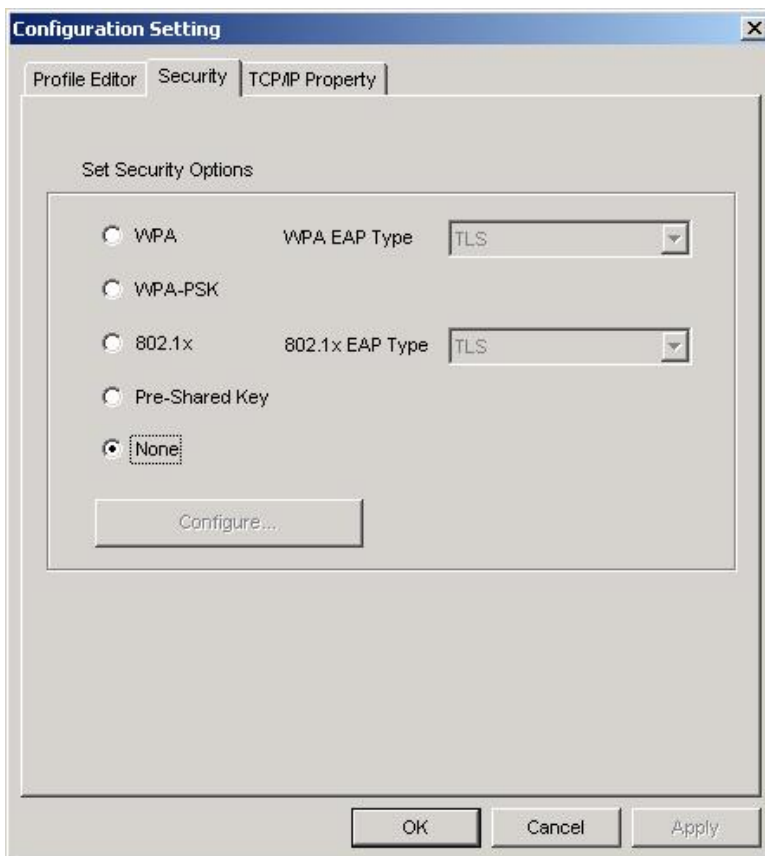 Configuration Setting
Profile Editor Security TCP/IP Property
Set Security Options
WPA WPA EAP Type TLS
WPA-PSK
802.1x 802.1x EAP Type TLS
Pre-Shared Key
None
Configure...
OK Cancel Apply